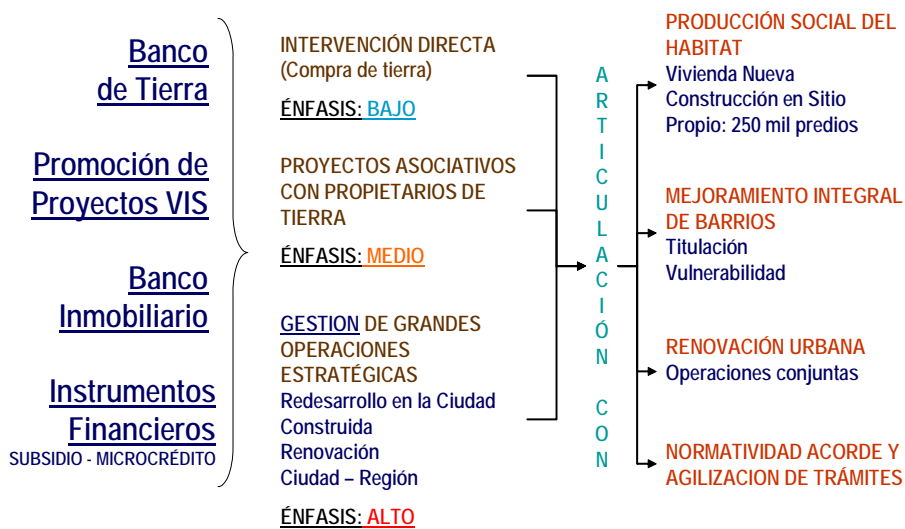 Banco
de Tierra
Promoción de
Proyectos VIS
Banco
Inmobiliario
Instrumentos
Financieros
SUBSIDIO - MICROCRÉDITO
INTERVENCIÓN DIRECTA
(Compra de tierra)
ÉNFASIS: BAJO
PROYECTOS ASOCIATIVOS
CON PROPIETARIOS DE
TIERRA
ÉNFASIS: MEDIO
GESTION DE GRANDES
OPERACIONES
ESTRATÉGICAS
Redesarrollo en la Ciudad
Construida
Renovación
Ciudad – Región
ÉNFASIS: ALTO
ARTICULACIÓN CON
PRODUCCIÓN SOCIAL DEL
HABITAT
Vivienda Nueva
Construcción en Sitio
Propio: 250 mil predios
MEJORAMIENTO INTEGRAL
DE BARRIOS
Titulación
Vulnerabilidad
RENOVACIÓN URBANA
Operaciones conjuntas
NORMATIVIDAD ACORDE Y
AGILIZACION DE TRÁMITES